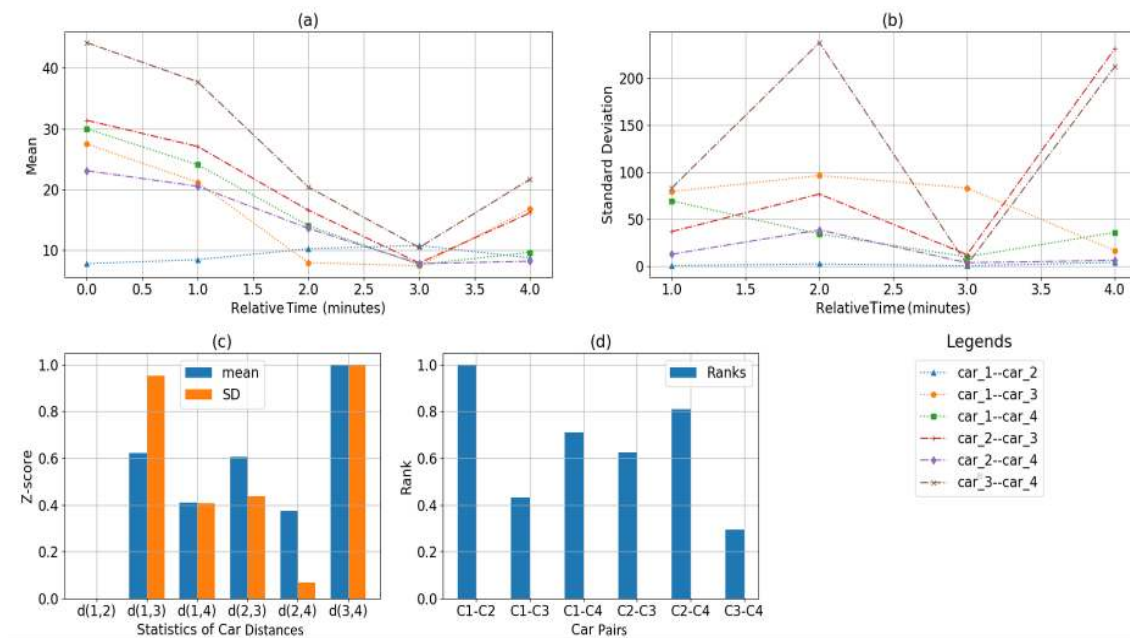 (a)
40
30
20
10
Mean
0.0 0.5 1.0 1.5 2.0 2.5 3.0 3.5 4.0
Relative Time (minutes)
(b)
200
150
100
50
0
Standard Deviation
1.0 1.5 2.0 2.5 3.0 3.5 4.0
Relative Time (minutes)
(c)
1.0
0.8
0.6
0.4
0.2
0.0
Z-score
mean
SD
d(1,2) d(1,3) d(1,4) d(2,3) d(2,4) d(3,4)
Statistics of Car Distances
(d)
1.0
0.8
0.6
0.4
0.2
0.0
Rank
Ranks
C1-C2 C1-C3 C1-C4 C2-C3 C2-C4 C3-C4
Car Pairs
Legends
car_1--car_2
car_1--car_3
car_1--car_4
car_2--car_3
car_2--car_4
car_3--car_4